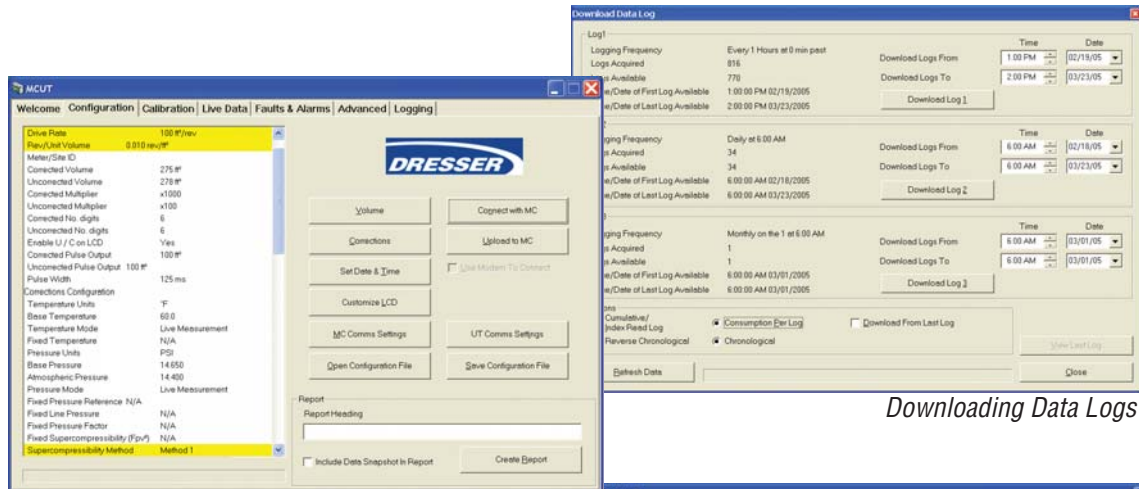 Download Data Log
Log1
Logging Frequency Every 1 Hours at 0 min past
Logs Acquired 816
Logs Available 770
Time/Date of First Log Available 1:00:00 PM 02/19/2005
Time/Date of Last Log Available 2:00:00 PM 03/23/2005
Time Date
Download Logs From 1:00 PM 02/19/05
Download Logs To 2:00 PM 03/23/05
Download Log 1
Logging Frequency Daily at 6:00 AM
Logs Acquired 34
Logs Available 34
Time/Date of First Log Available 6:00:00 AM 02/18/2005
Time/Date of Last Log Available 6:00:00 AM 03/23/2005
Time Date
Download Logs From 6:00 AM 02/18/05
Download Logs To 6:00 AM 03/23/05
Download Log 2
Logging Frequency Monthly on the 1 at 6:00 AM
Logs Acquired 1
Logs Available 1
Time/Date of First Log Available 6:00:00 AM 03/01/2005
Time/Date of Last Log Available 6:00:00 AM 03/01/2005
Time Date
Download Logs From 6:00 AM 03/01/05
Download Logs To 6:00 AM 03/01/05
Download Log 3
Cumulative/
Index Read Log
Consumption Per Log
Download From Last Log
Reverse Chronological
Chronological
View Last Log
Refresh Data
Close
Downloading Data Logs
MCUT
Welcome Configuration Calibration Live Data Faults & Alarms Advanced Logging
Drive Rate 100 ft³/rev
Rev/Unit Volume 0.010 rev/ft³
Meter/Site ID
Corrected Volume 275 ft³
Uncorrected Volume 278 ft³
Corrected Multiplier x1000
Uncorrected Multiplier x100
Corrected No. digits 6
Uncorrected No. digits 6
Enable U / C on LCD Yes
Corrected Pulse Output 100 ft³
Uncorrected Pulse Output 100 ft³
Pulse Width 125 ms
Corrections Configuration
Temperature Units °F
Base Temperature 60.0
Temperature Mode Live Measurement
Fixed Temperature N/A
Pressure Units PSI
Base Pressure 14.650
Atmospheric Pressure 14.400
Pressure Mode Live Measurement
Fixed Pressure Reference N/A
Fixed Line Pressure N/A
Fixed Pressure Factor N/A
Fixed Supercompressibility (Fpv²) N/A
Supercompressibility Method Method 1
DRESSER
Volume
Connect with MC
Corrections
Upload to MC
Set Date & Time
Use Modem To Connect
Customize LCD
MC Comms Settings
UT Comms Settings
Open Configuration File
Save Configuration File
Report
Report Heading
Include Data Snapshot In Report
Create Report